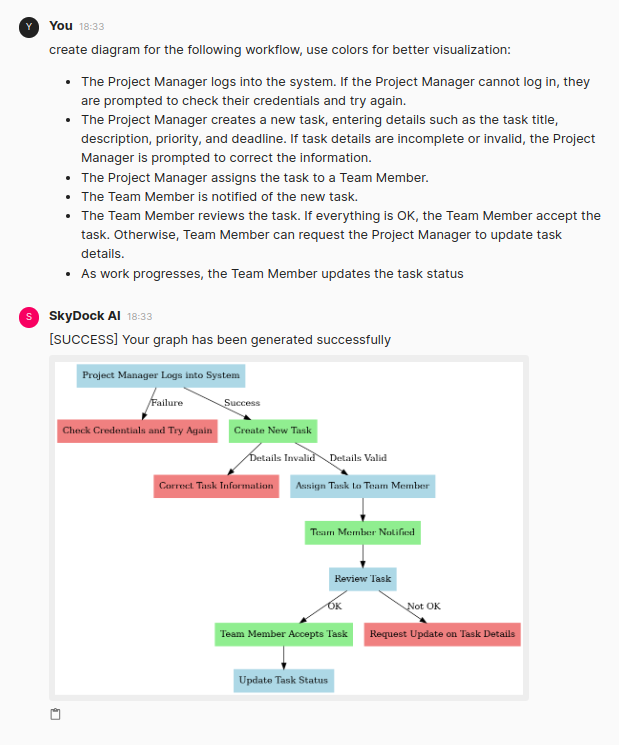 Y You 18:33
create diagram for the following workflow, use colors for better visualization:
• The Project Manager logs into the system. If the Project Manager cannot log in, they
are prompted to check their credentials and try again.
• The Project Manager creates a new task, entering details such as the task title,
description, priority, and deadline. If task details are incomplete or invalid, the Project
Manager is prompted to correct the information.
• The Project Manager assigns the task to a Team Member.
• The Team Member is notified of the new task.
• The Team Member reviews the task. If everything is OK, the Team Member accept the
task. Otherwise, Team Member can request the Project Manager to update task
details.
• As work progresses, the Team Member updates the task status
S SkyDock AI 18:33
[SUCCESS] Your graph has been generated successfully
Project Manager Logs into System
Failure Success
Check Credentials and Try Again Create New Task
Details Invalid Details Valid
Correct Task Information Assign Task to Team Member
Team Member Notified
Review Task
OK Not OK
Team Member Accepts Task Request Update on Task Details
Update Task Status